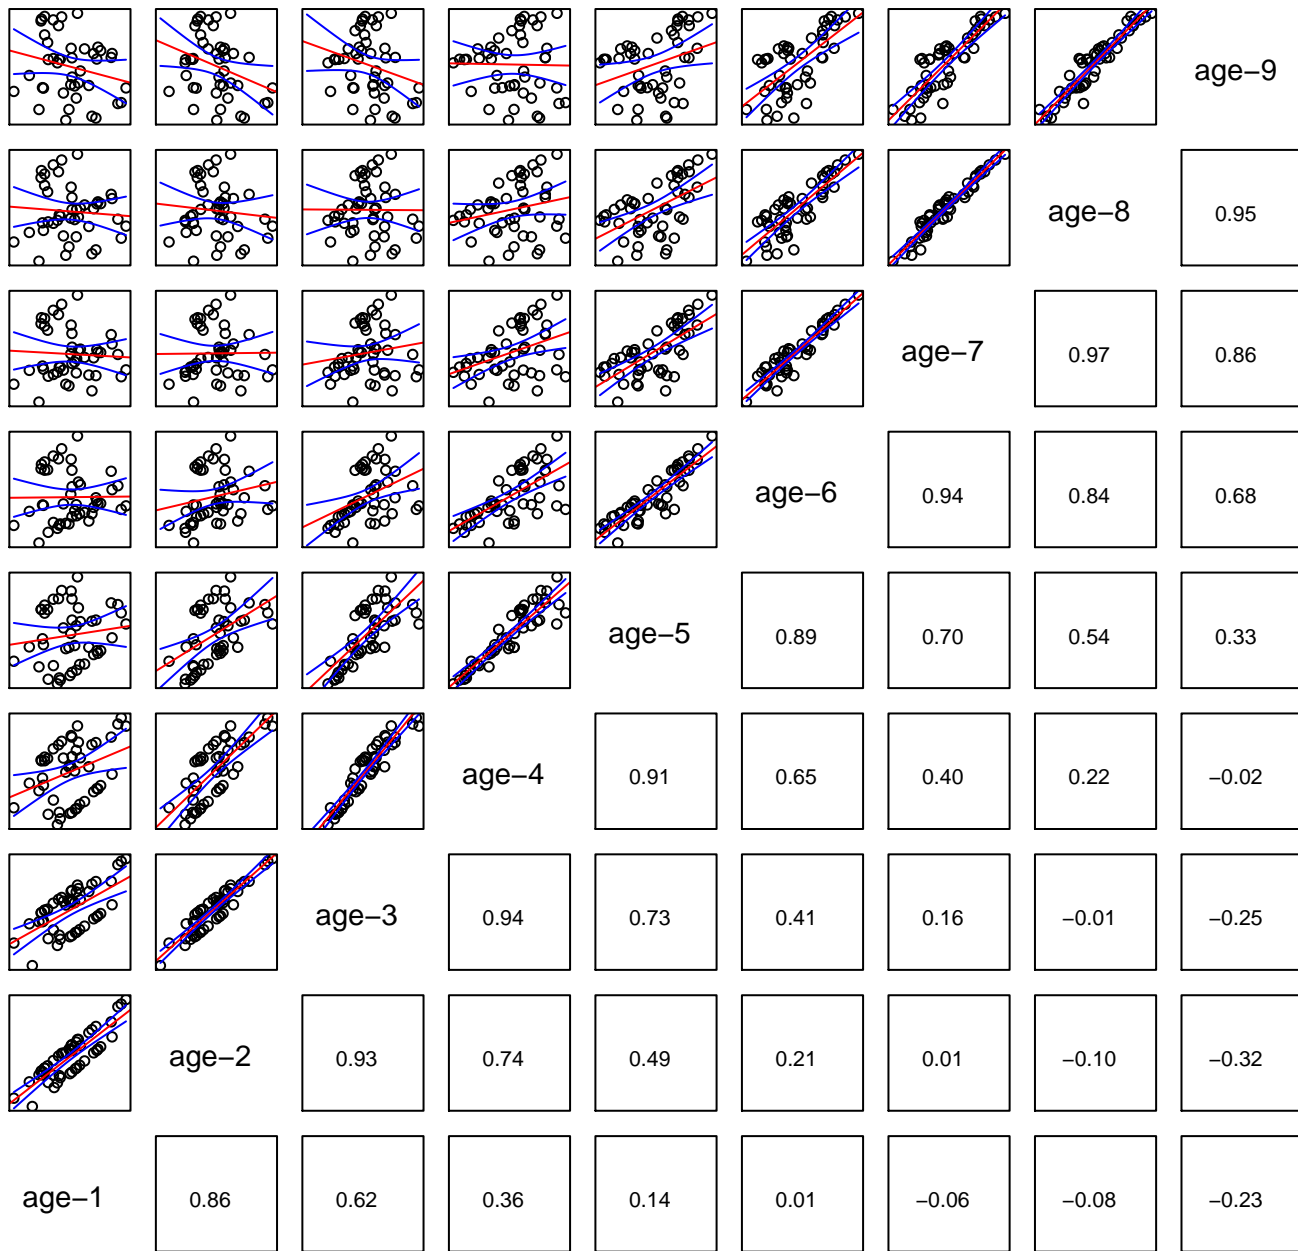 age−9
age−8 0.95
age−7 0.97 0.86
age−6 0.94 0.84 0.68
age−5 0.89 0.70 0.54 0.33
age−4 0.91 0.65 0.40 0.22 −0.02
age−3 0.94 0.73 0.41 0.16 −0.01 −0.25
age−2 0.93 0.74 0.49 0.21 0.01 −0.10 −0.32
age−1 0.86 0.62 0.36 0.14 0.01 −0.06 −0.08 −0.23